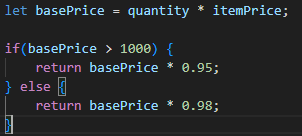 let basePrice = quantity * itemPrice;
if(basePrice > 1000) {
    return basePrice * 0.95;
} else {
    return basePrice * 0.98;
}